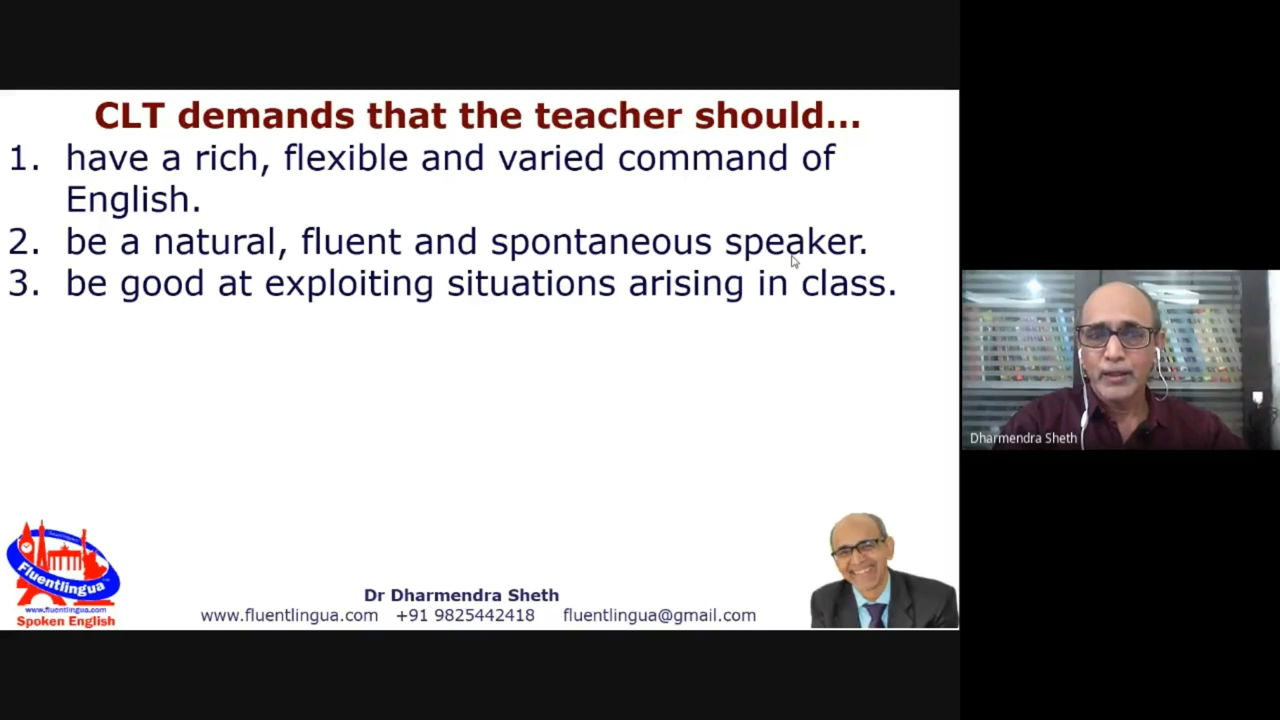 CLT demands that the teacher should...
1. have a rich, flexible and varied command of
English.
2. be a natural, fluent and spontaneous speaker.
3. be good at exploiting situations arising in class.
Dharmendra Sheth
Fluentlingua
www.fluentlingua.com
Spoken English
Dr Dharmendra Sheth
www.fluentlingua.com +91 9825442418 fluentlingua@gmail.com